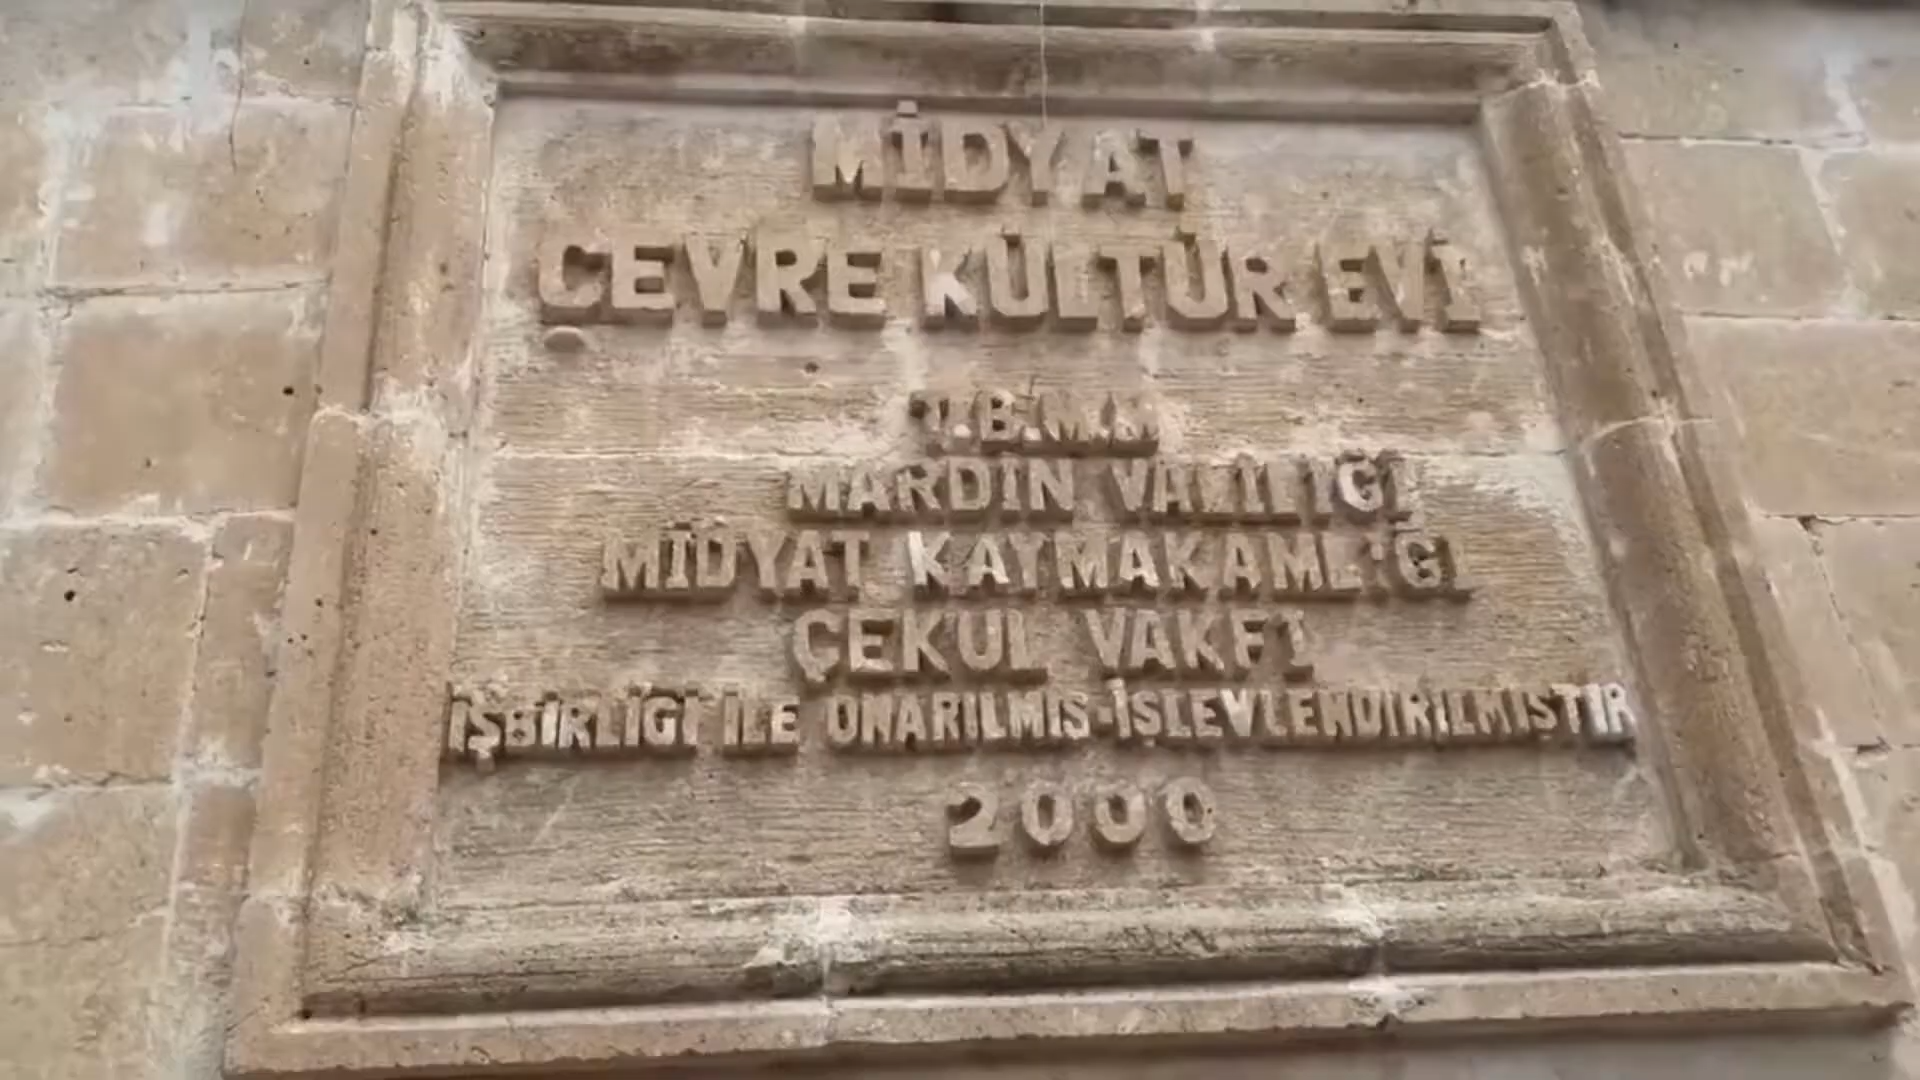 MİDYAT
ÇEVRE KÜLTÜR EVİ
T.B.M.M
MARDİN VALİLİĞİ
MİDYAT KAYMAKAMLIĞI
ÇEKÜL VAKFI
İŞBİRLİĞİ İLE ONARILMIŞ-İŞLEVLENDİRİLMİŞTİR
2000